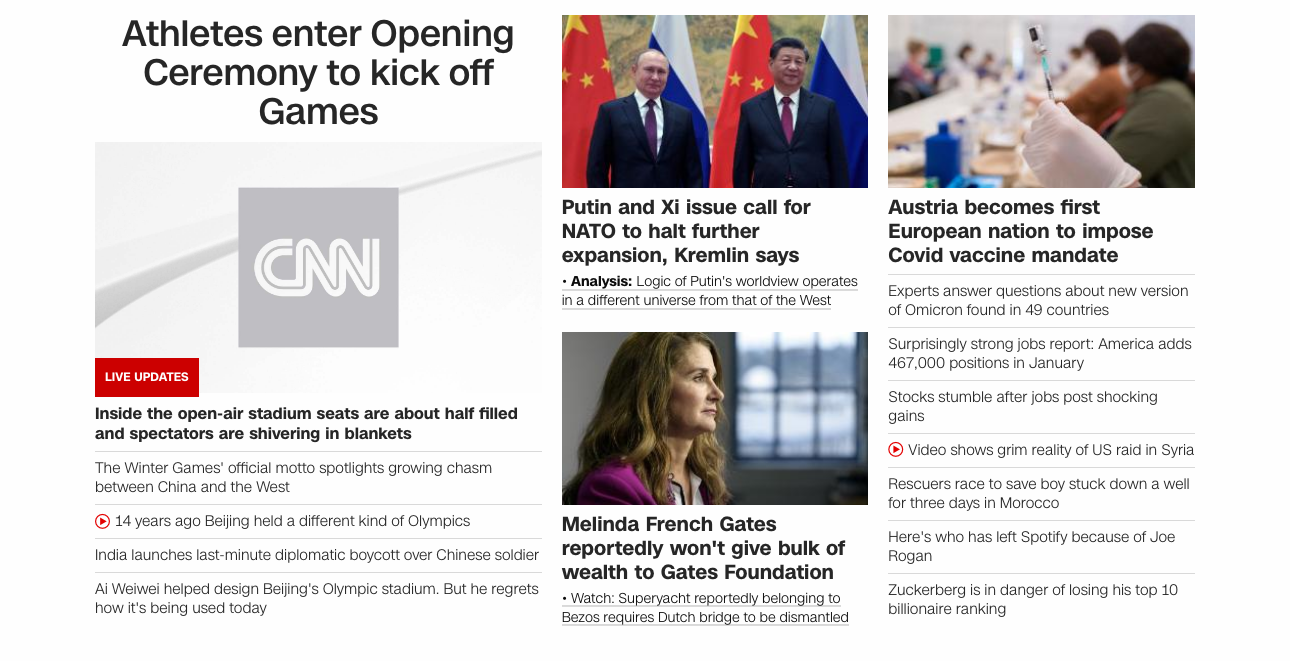 Athletes enter Opening
Ceremony to kick off
Games
CNN
LIVE UPDATES
Inside the open-air stadium seats are about half filled
and spectators are shivering in blankets
The Winter Games' official motto spotlights growing chasm
between China and the West
14 years ago Beijing held a different kind of Olympics
India launches last-minute diplomatic boycott over Chinese soldier
Ai Weiwei helped design Beijing's Olympic stadium. But he regrets
how it's being used today
Putin and Xi issue call for
NATO to halt further
expansion, Kremlin says
• Analysis: Logic of Putin's worldview operates
in a different universe from that of the West
Melinda French Gates
reportedly won't give bulk of
wealth to Gates Foundation
• Watch: Superyacht reportedly belonging to
Bezos requires Dutch bridge to be dismantled
Austria becomes first
European nation to impose
Covid vaccine mandate
Experts answer questions about new version
of Omicron found in 49 countries
Surprisingly strong jobs report: America adds
467,000 positions in January
Stocks stumble after jobs post shocking
gains
Video shows grim reality of US raid in Syria
Rescuers race to save boy stuck down a well
for three days in Morocco
Here's who has left Spotify because of Joe
Rogan
Zuckerberg is in danger of losing his top 10
billionaire ranking